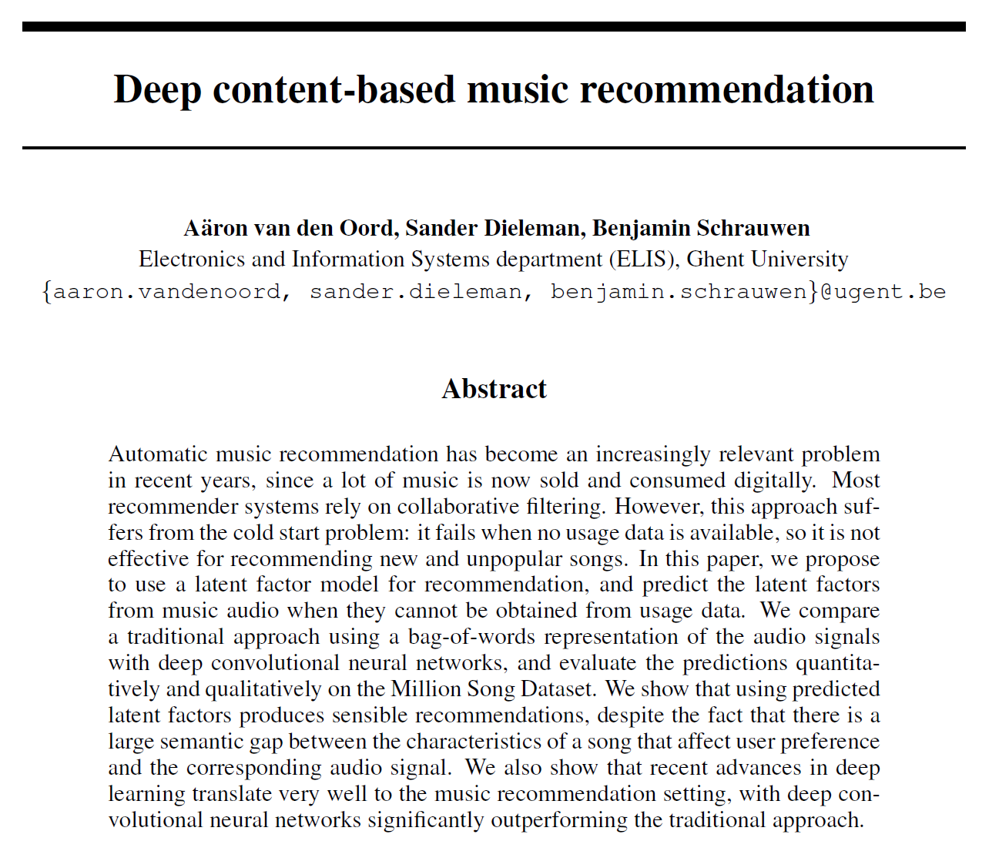 Deep content-based music recommendation
Aäron van den Oord, Sander Dieleman, Benjamin Schrauwen
Electronics and Information Systems department (ELIS), Ghent University
{aaron.vandenoord, sander.dieleman, benjamin.schrauwen}@ugent.be
Abstract
Automatic music recommendation has become an increasingly relevant problem
in recent years, since a lot of music is now sold and consumed digitally. Most
recommender systems rely on collaborative filtering. However, this approach suf-
fers from the cold start problem: it fails when no usage data is available, so it is not
effective for recommending new and unpopular songs. In this paper, we propose
to use a latent factor model for recommendation, and predict the latent factors
from music audio when they cannot be obtained from usage data. We compare
a traditional approach using a bag-of-words representation of the audio signals
with deep convolutional neural networks, and evaluate the predictions quantita-
tively and qualitatively on the Million Song Dataset. We show that using predicted
latent factors produces sensible recommendations, despite the fact that there is a
large semantic gap between the characteristics of a song that affect user preference
and the corresponding audio signal. We also show that recent advances in deep
learning translate very well to the music recommendation setting, with deep con-
volutional neural networks significantly outperforming the traditional approach.